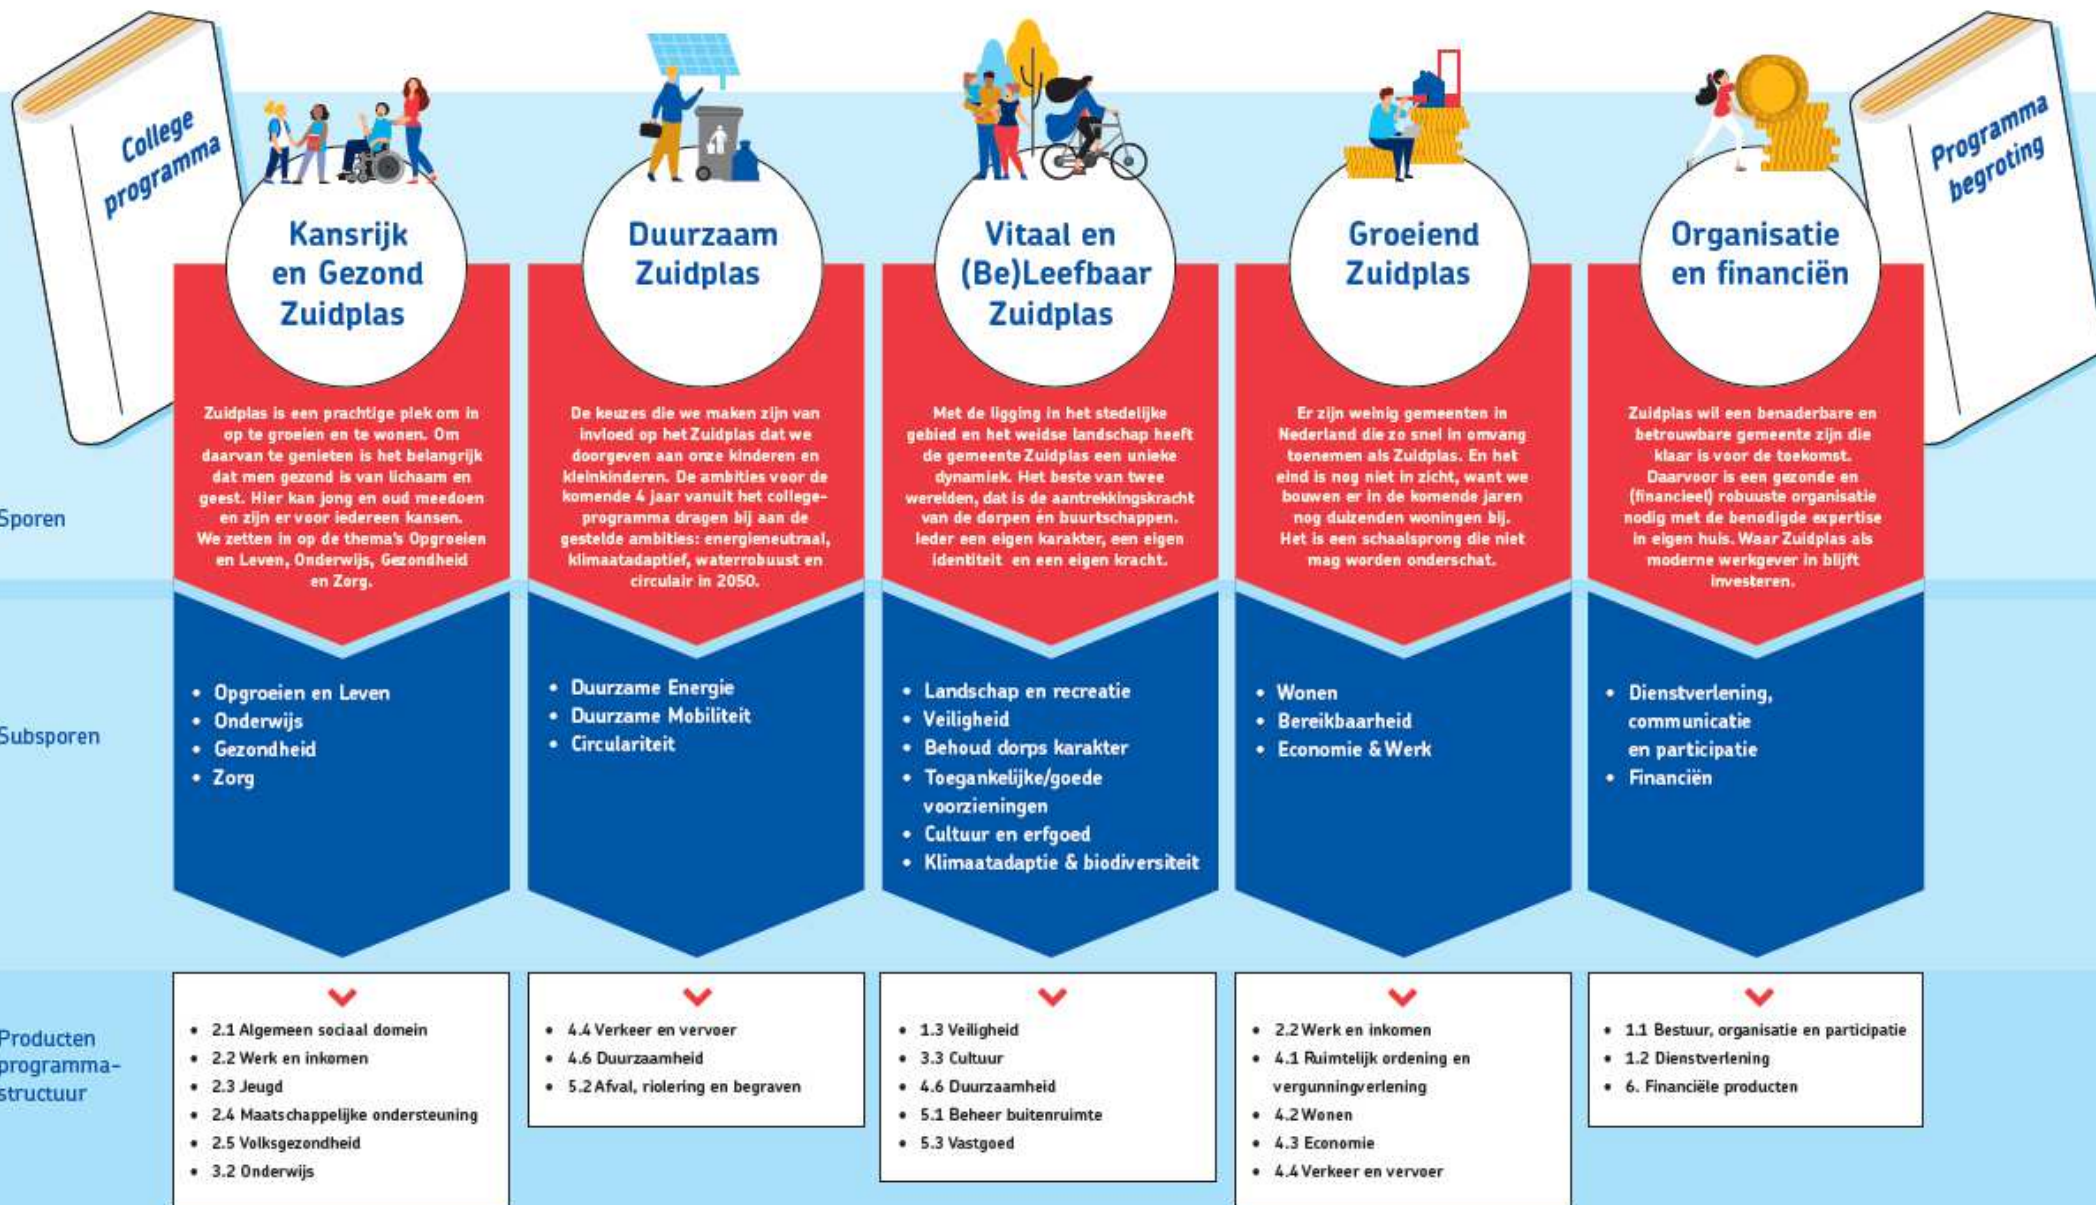 College
programma
Programma
begroting
Sporen
Subsporen
Producten
programma-
structuur
Kansrijk
en Gezond
Zuidplas
Zuidplas is een prachtige plek om in
op te groeien en te wonen. Om
daarvan te genieten is het belangrijk
dat men gezond is van lichaam en
geest. Hier kan jong en oud meedoen
en zijn er voor iedereen kansen.
We zetten in op de thema's Opgroeien
en Leven, Onderwijs, Gezondheid
en Zorg.
• Opgroeien en Leven
• Onderwijs
• Gezondheid
• Zorg
• 2.1 Algemeen sociaal domein
• 2.2 Werk en inkomen
• 2.3 Jeugd
• 2.4 Maatschappelijke ondersteuning
• 2.5 Volksgezondheid
• 3.2 Onderwijs
Duurzaam
Zuidplas
De keuzes die we maken zijn van
invloed op het Zuidplas dat we
doorgeven aan onze kinderen en
kleinkinderen. De ambities voor de
komende 4 jaar vanuit het college-
programma dragen bij aan de
gestelde ambities: energieneutraal,
klimaatadaptief, waterrobuust en
circulair in 2050.
• Duurzame Energie
• Duurzame Mobiliteit
• Circulariteit
• 4.4 Verkeer en vervoer
• 4.6 Duurzaamheid
• 5.2 Afval, riolering en begraven
Vitaal en
(Be)Leefbaar
Zuidplas
Met de ligging in het stedelijke
gebied en het weidse landschap heeft
de gemeente Zuidplas een unieke
dynamiek. Het beste van twee
werelden, dat is de aantrekkingskracht
van de dorpen én buurtschappen.
Ieder een eigen karakter, een eigen
identiteit en een eigen kracht.
• Landschap en recreatie
• Veiligheid
• Behoud dorps karakter
• Toegankelijke/goede
voorzieningen
• Cultuur en erfgoed
• Klimaatadaptie & biodiversiteit
• 1.3 Veiligheid
• 3.3 Cultuur
• 4.6 Duurzaamheid
• 5.1 Beheer buitenruimte
• 5.3 Vastgoed
Groeiend
Zuidplas
Er zijn weinig gemeenten in
Nederland die zo snel in omvang
toenemen als Zuidplas. En het
eind is nog niet in zicht, want we
bouwen er in de komende jaren
nog duizenden woningen bij.
Het is een schaalsprong die niet
mag worden onderschat.
• Wonen
• Bereikbaarheid
• Economie & Werk
• 2.2 Werk en inkomen
• 4.1 Ruimtelijk ordening en
vergunningverlening
• 4.2 Wonen
• 4.3 Economie
• 4.4 Verkeer en vervoer
Organisatie
en financiën
Zuidplas wil een benaderbare en
betrouwbare gemeente zijn die
klaar is voor de toekomst.
Daarvoor is een gezonde en
(financieel) robuuste organisatie
nodig met de benodigde expertise
in eigen huis. Waar Zuidplas als
moderne werkgever in blijft
investeren.
• Dienstverlening,
communicatie
en participatie
• Financiën
• 1.1 Bestuur, organisatie en participatie
• 1.2 Dienstverlening
• 6. Financiële producten